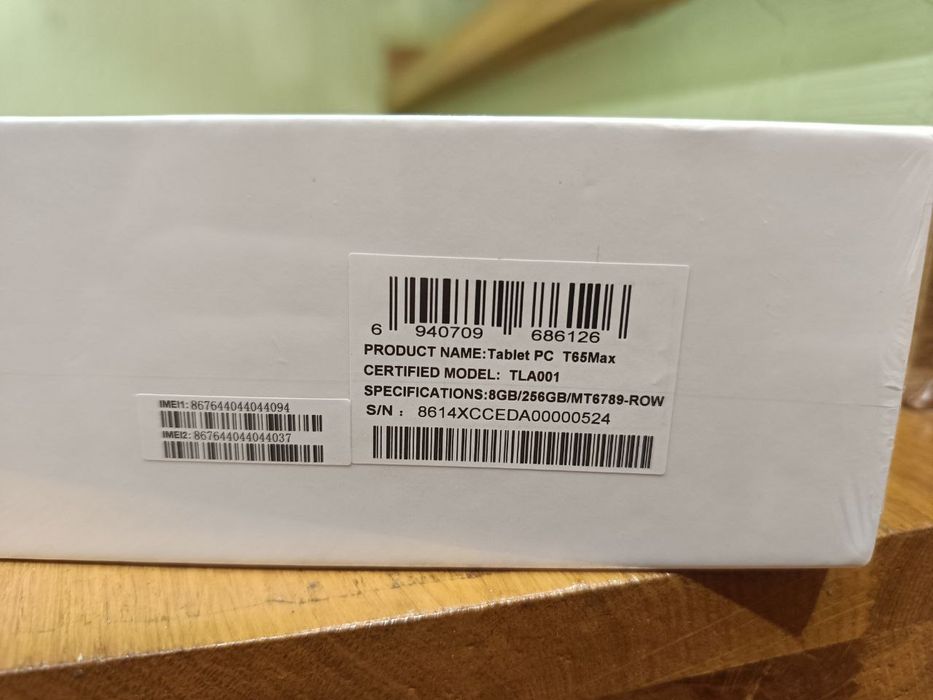 6 940709 686126
PRODUCT NAME:Tablet PC T65Max
CERTIFIED MODEL: TLA001
SPECIFICATIONS:8GB/256GB/MT6789-ROW
S/N : 8614XCCEDA00000524
IMEI1: 867644044044094
IMEI2: 867644044044037